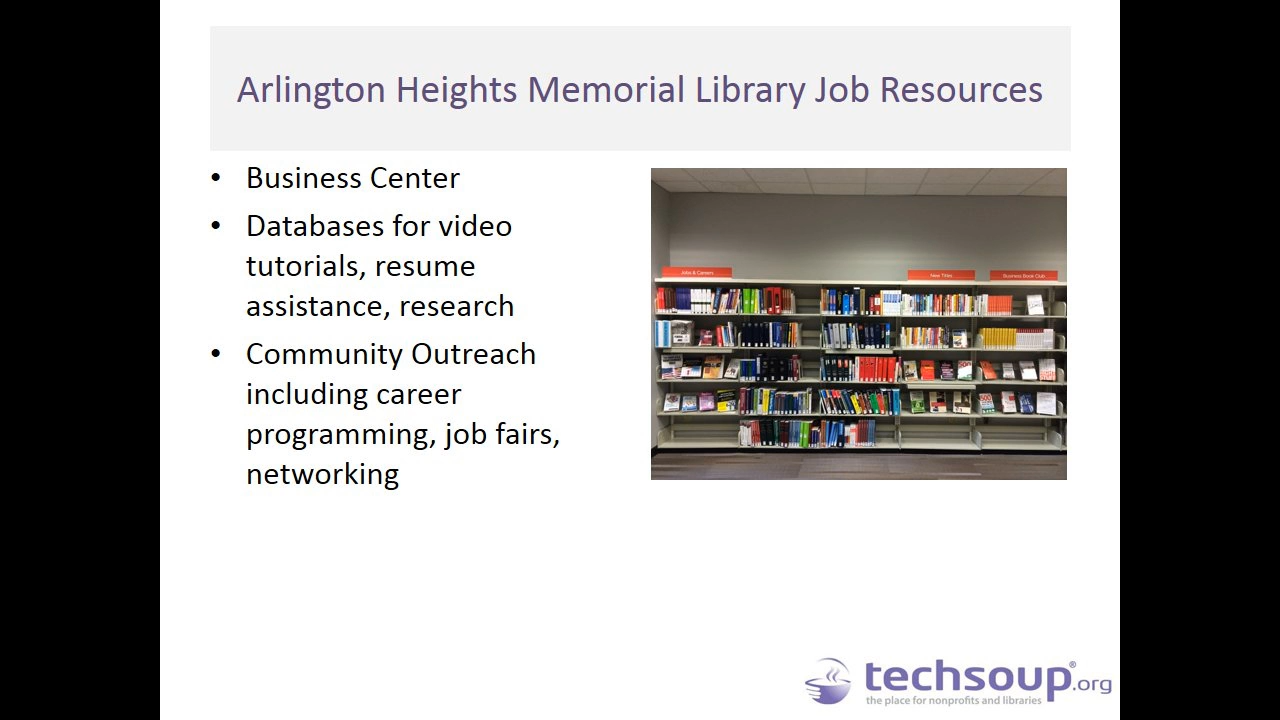 Arlington Heights Memorial Library Job Resources
• Business Center
• Databases for video
tutorials, resume
assistance, research
• Community Outreach
including career
programming, job fairs,
networking
Jobs & Careers
New Titles
Business Book Club
techsoup®.org
the place for nonprofits and libraries